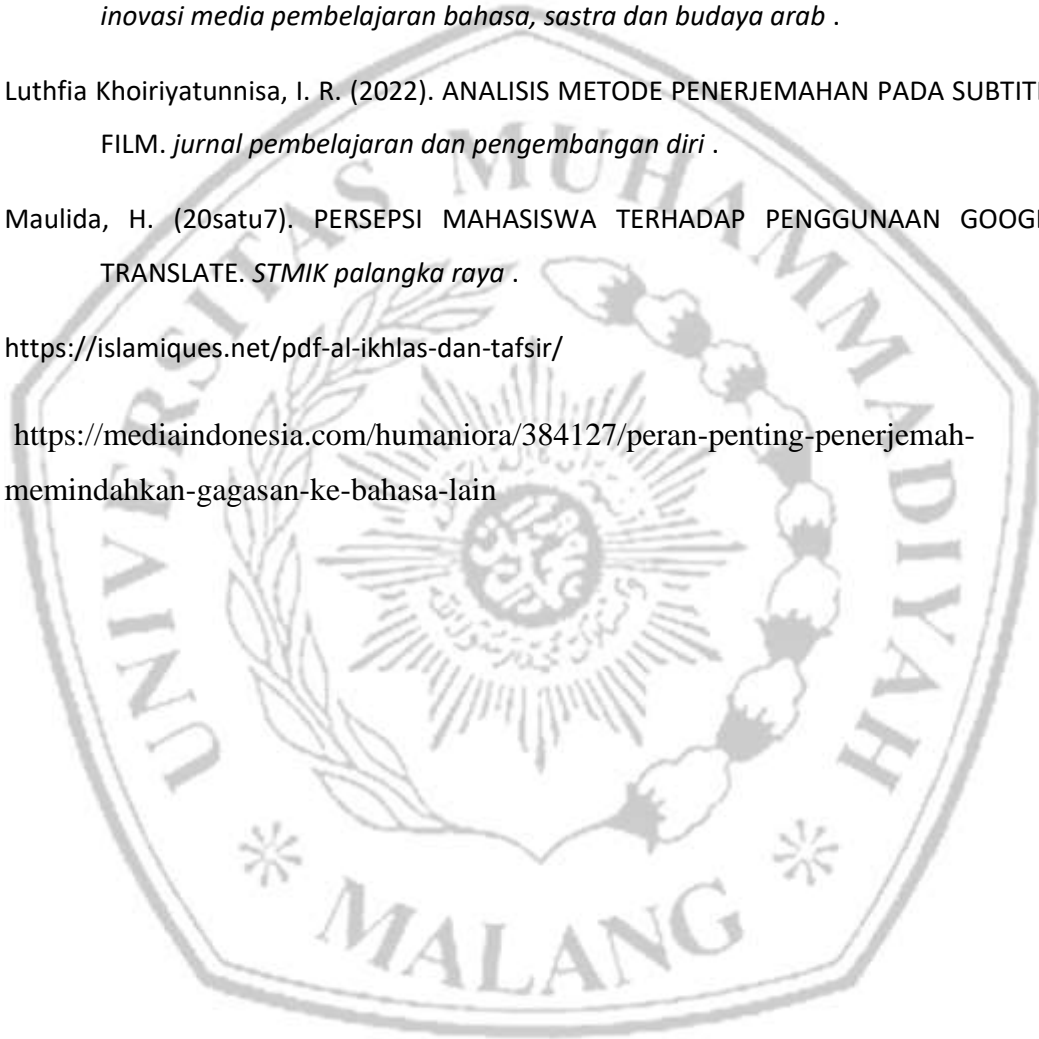 inovasi media pembelajaran bahasa, sastra dan budaya arab .
Luthfia Khoiriyatunnisa, I. R. (2022). ANALISIS METODE PENERJEMAHAN PADA SUBTIT
FILM. jurnal pembelajaran dan pengembangan diri .
Maulida, H. (20satu7). PERSEPSI MAHASISWA TERHADAP PENGGUNAAN GOOG
TRANSLATE. STMIK palangka raya .
https://islamiques.net/pdf-al-ikhlas-dan-tafsir/
https://mediaindonesia.com/humaniora/384127/peran-penting-penerjemah-
memindahkan-gagasan-ke-bahasa-lain
UNIVERSITAS MUHAMMADIYAH
MALANG